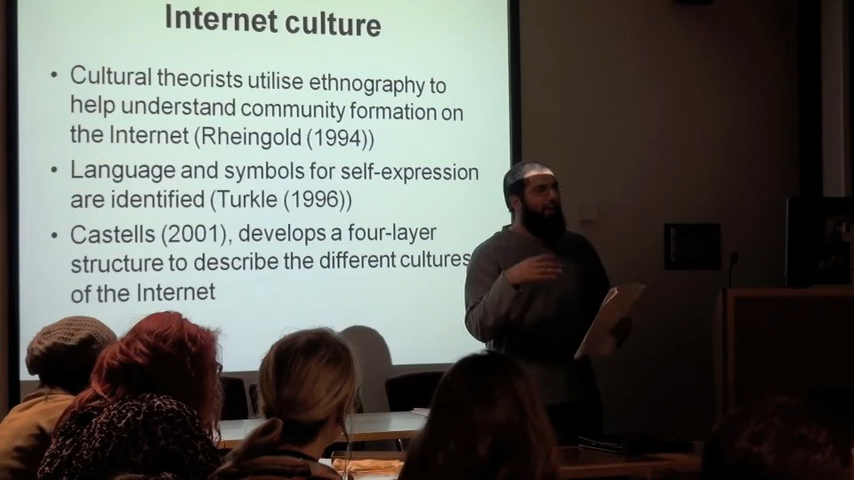 Internet culture
• Cultural theorists utilise ethnography to
help understand community formation on
the Internet (Rheingold (1994))
• Language and symbols for self-expression
are identified (Turkle (1996))
• Castells (2001), develops a four-layer
structure to describe the different cultures
of the Internet